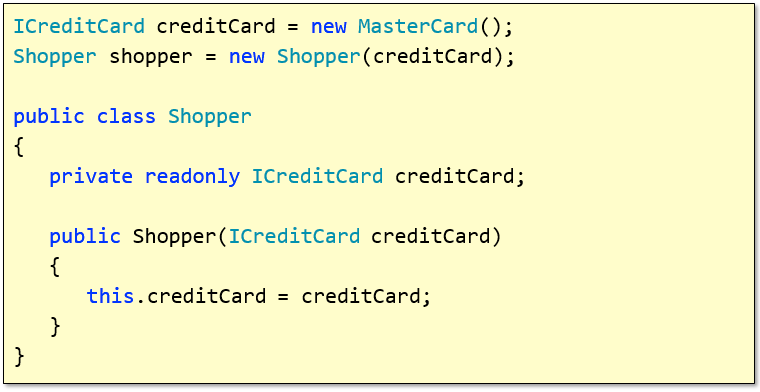 ICreditCard creditCard = new MasterCard();
Shopper shopper = new Shopper(creditCard);
public class Shopper
{
private readonly ICreditCard creditCard;
public Shopper(ICreditCard creditCard)
{
this.creditCard = creditCard;
}
}